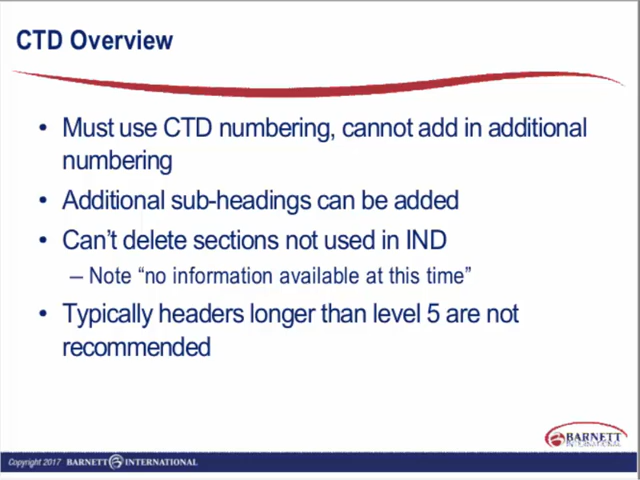 CTD Overview
• Must use CTD numbering, cannot add in additional
numbering
• Additional sub-headings can be added
• Can't delete sections not used in IND
– Note “no information available at this time”
• Typically headers longer than level 5 are not
recommended
BARNETT
INTERNATIONAL
Copyright 2017 BARNETT INTERNATIONAL